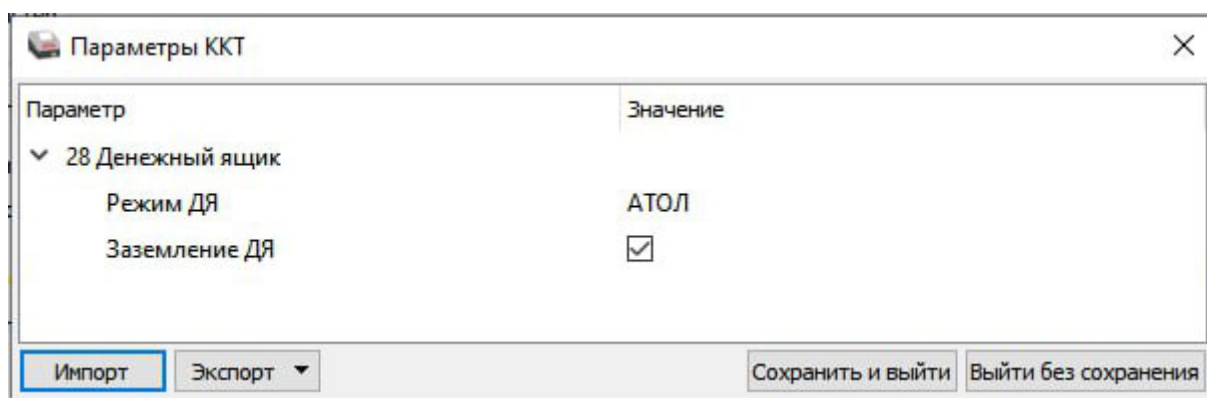 Параметры ККТ
Параметр Значение
28 Денежный ящик
Режим ДЯ АТОЛ
Заземление ДЯ
Импорт Экспорт Сохранить и выйти Выйти без сохранения